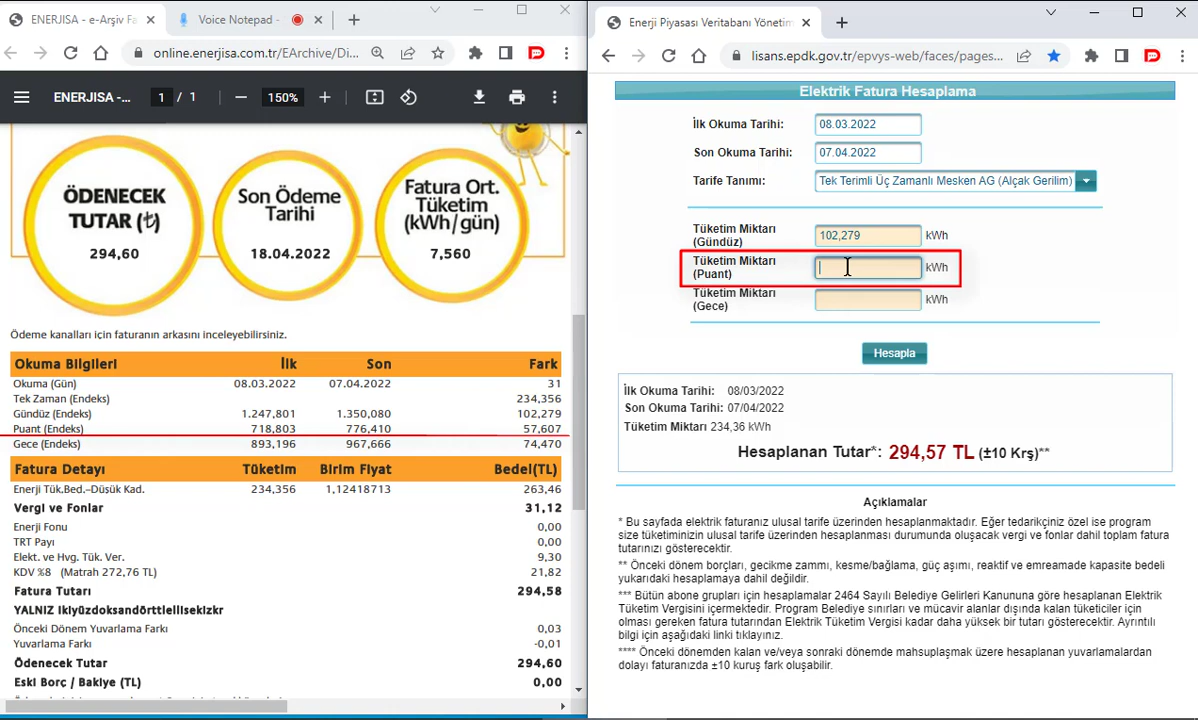 ENERJISA - e-Arşiv Fa
Voice Notepad -
online.enerjisa.com.tr/EArchive/Di...
ENERJISA -...
1 / 1
150%
ÖDENECEK
TUTAR (₺)
294,60
Son Ödeme
Tarihi
18.04.2022
Fatura Ort.
Tüketim
(kWh/gün)
7,560
Ödeme kanalları için faturanın arkasını inceleyebilirsiniz.
Okuma Bilgileri İlk Son Fark
Okuma (Gün) 08.03.2022 07.04.2022 31
Tek Zaman (Endeks) 234,356
Gündüz (Endeks) 1.247,801 1.350,080 102,279
Puant (Endeks) 718,803 776,410 57,607
Gece (Endeks) 893,196 967,666 74,470
Fatura Detayı Tüketim Birim Fiyat Bedel(TL)
Enerji Tük.Bed.-Düşük Kad. 234,356 1,12418713 263,46
Vergi ve Fonlar 31,12
Enerji Fonu 0,00
TRT Payı 0,00
Elekt. ve Hvg. Tük. Ver. 9,30
KDV %8 (Matrah 272,76 TL) 21,82
Fatura Tutarı 294,58
YALNIZ ikiyüzdoksandörttlellisekizkr
Önceki Dönem Yuvarlama Farkı 0,03
Yuvarlama Farkı -0,01
Ödenecek Tutar 294,60
Eski Borç / Bakiye (TL) 0,00
Enerji Piyasası Veritabanı Yönetim
lisans.epdk.gov.tr/epvys-web/faces/pages...
Elektrik Fatura Hesaplama
İlk Okuma Tarihi: 08.03.2022
Son Okuma Tarihi: 07.04.2022
Tarife Tanımı: Tek Terimli Üç Zamanlı Mesken AG (Alçak Gerilim)
Tüketim Miktarı
(Gündüz) 102,279 kWh
Tüketim Miktarı
(Puant) kWh
Tüketim Miktarı
(Gece) kWh
Hesapla
İlk Okuma Tarihi: 08/03/2022
Son Okuma Tarihi: 07/04/2022
Tüketim Miktarı 234,36 kWh
Hesaplanan Tutar*: 294,57 TL (±10 Krş)**
Açıklamalar
* Bu sayfada elektrik faturanız ulusal tarife üzerinden hesaplanmaktadır. Eğer tedarikçiniz özel ise program
size tüketiminizin ulusal tarife üzerinden hesaplanması durumunda oluşacak vergi ve fonlar dahil toplam fatura
tutarınızı gösterecektir.
** Önceki dönem borçları, gecikme zammı, kesme/bağlama, güç aşımı, reaktif ve emreamade kapasite bedeli
yukarıdaki hesaplamaya dahil değildir.
*** Bütün abone grupları için hesaplamalar 2464 Sayılı Belediye Gelirleri Kanununa göre hesaplanan Elektrik
Tüketim Vergisini içermektedir. Program Belediye sınırları ve mücavir alanlar dışında kalan tüketiciler için
olması gereken fatura tutarından Elektrik Tüketim Vergisi kadar daha yüksek bir tutarı gösterecektir. Ayrıntılı
bilgi için aşağıdaki linki tıklayınız.
**** Önceki dönemden kalan ve/veya sonraki dönemde mahsuplaşmak üzere hesaplanan yuvarlamalardan
dolayı faturanızda ±10 kuruş fark oluşabilir.